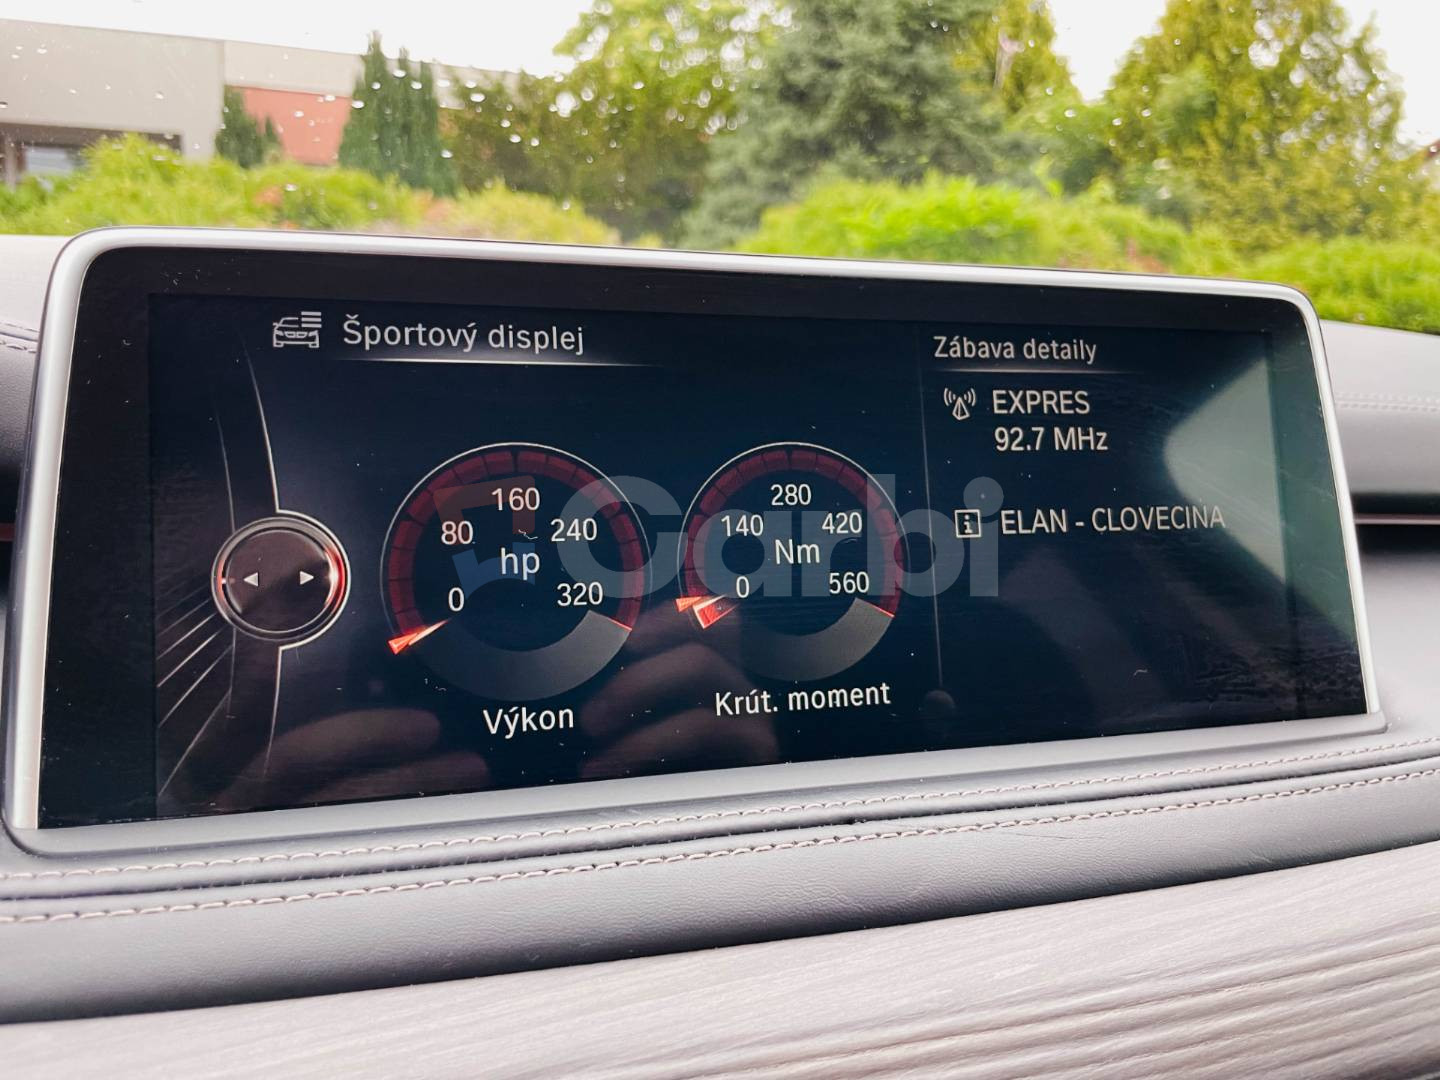 Športový displej
Zábava detaily
EXPRES
92.7 MHz
ELAN - CLOVECINA
0
80
160
240
320
hp
Výkon
0
140
280
420
560
Nm
Krút. moment
Garbi